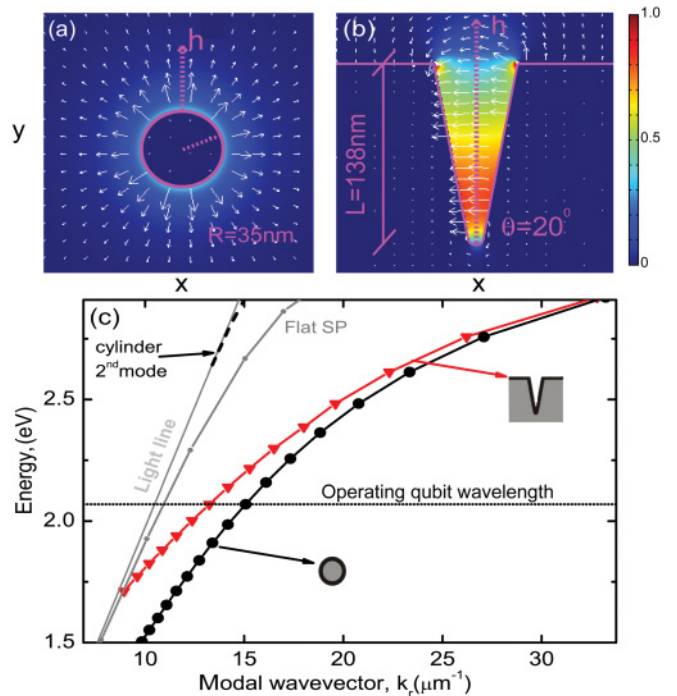 (a)
h
R=35nm
y
x
(b)
h
L=138nm
θ=20⁰
x
1.0
0.5
0
(c)
cylinder
2nd mode
Flat SP
Light line
Operating qubit wavelength
Energy,(eV)
2.5
2.0
1.5
10 15 20 25 30
Modal wavevector, kr(μm⁻¹)